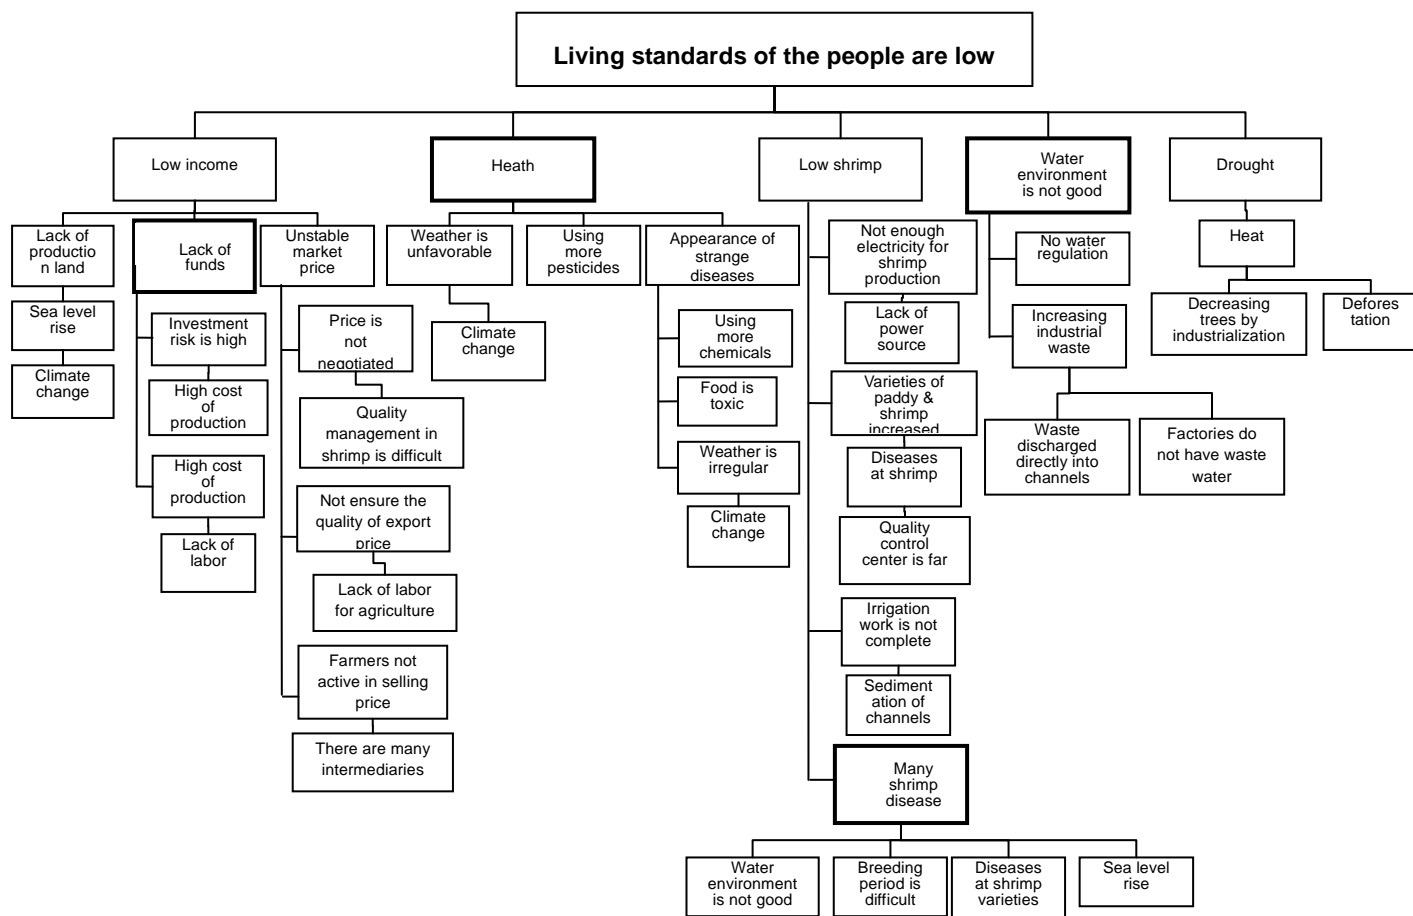 Living standards of the people are low
Low income
Heath
Low shrimp
Water
environment
is not good
Drought
Lack of
productio
n land
Lack of
funds
Unstable
market
price
Weather is
unfavorable
Using
more
pesticides
Appearance of
strange
diseases
Not enough
electricity for
shrimp
production
No water
regulation
Heat
Sea level
rise
Climate
change
Investment
risk is high
High cost
of
production
High cost
of
production
Lack of
labor
Price is
not
negotiated
Quality
management in
shrimp is difficult
Not ensure the
quality of export
price
Lack of labor
for agriculture
Farmers not
active in selling
price
There are many
intermediaries
Climate
change
Using
more
chemicals
Food is
toxic
Weather is
irregular
Climate
change
Lack of
power
source
Varieties of
paddy &
shrimp
increased
Diseases
at shrimp
Quality
control
center is far
Irrigation
work is not
complete
Sediment
ation of
channels
Many
shrimp
disease
Water
environment
is not good
Breeding
period is
difficult
Diseases
at shrimp
varieties
Sea level
rise
Increasing
industrial
waste
Waste
discharged
directly into
channels
Factories do
not have waste
water
Decreasing
trees by
industrialization
Defores
tation